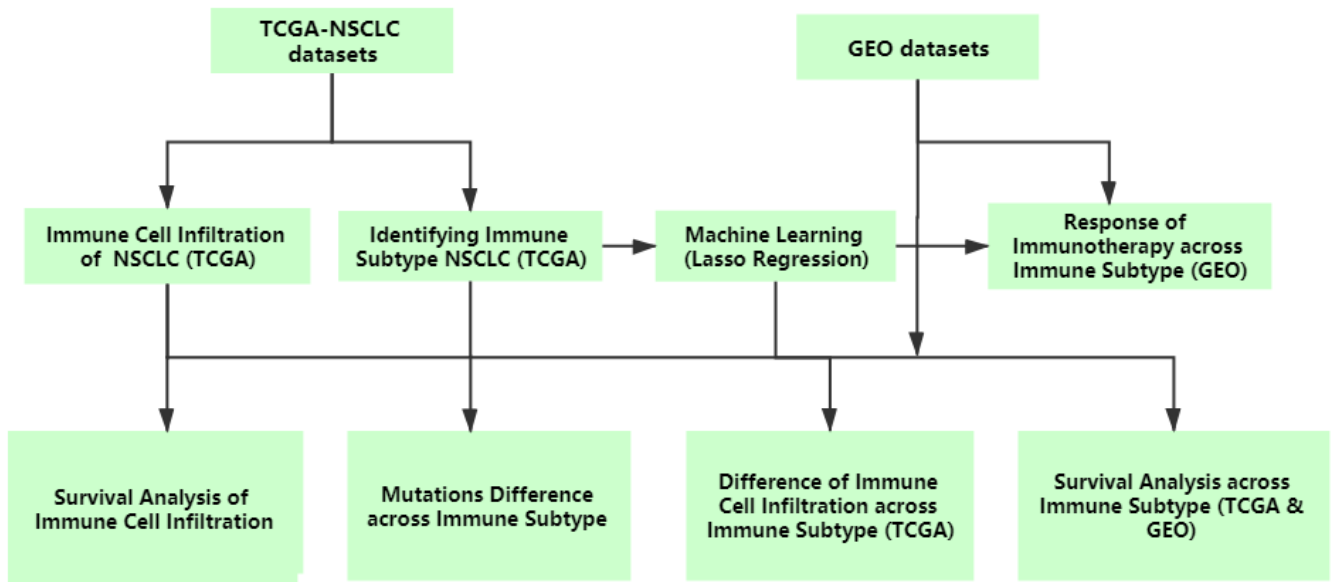 TCGA-NSCLC
datasets
GEO datasets
Immune Cell Infiltration
of NSCLC (TCGA)
Identifying Immune
Subtype NSCLC (TCGA)
Machine Learning
(Lasso Regression)
Response of
Immunotherapy across
Immune Subtype (GEO)
Survival Analysis of
Immune Cell Infiltration
Mutations Difference
across Immune Subtype
Difference of Immune
Cell Infiltration across
Immune Subtype (TCGA)
Survival Analysis across
Immune Subtype (TCGA &
GEO)